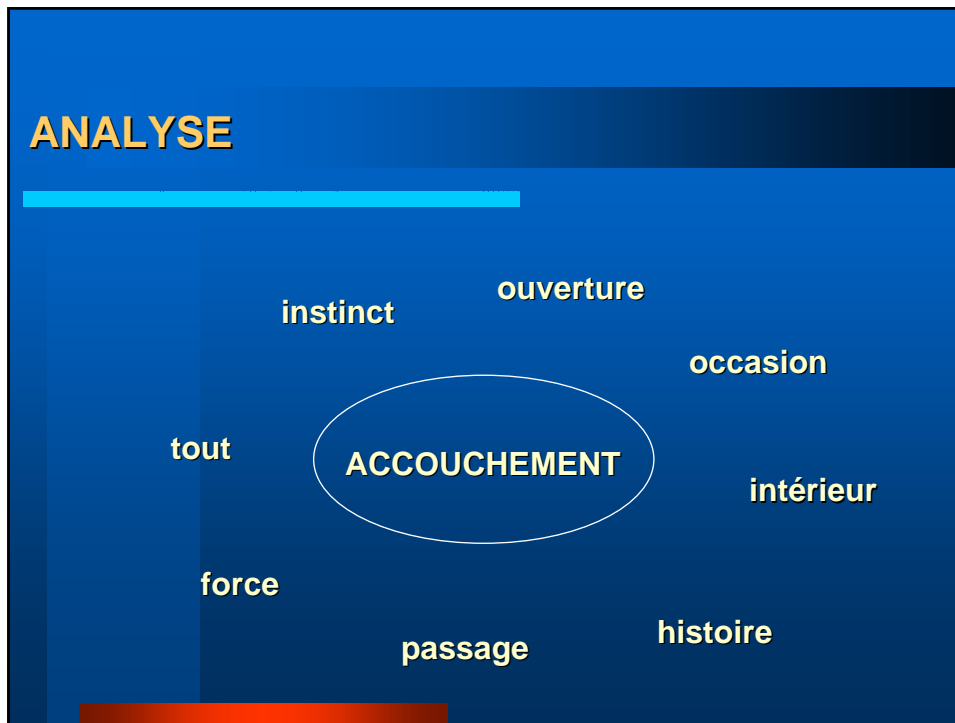 ANALYSE
ouverture
instinct
occasion
tout
ACCOUCHEMENT
intérieur
force
histoire
passage